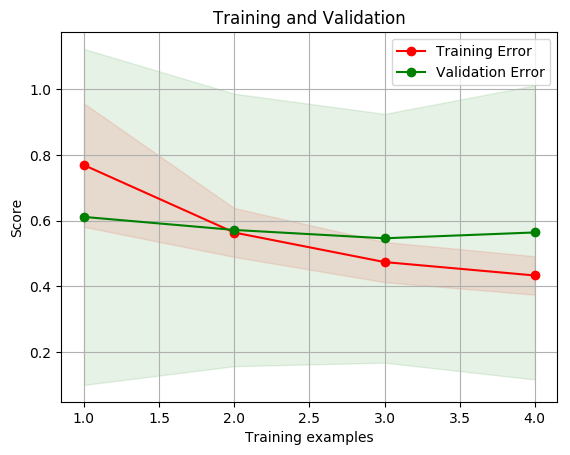 Training and Validation
Training Error
Validation Error
Score
1.0
0.8
0.6
0.4
0.2
1.0 1.5 2.0 2.5 3.0 3.5 4.0
Training examples